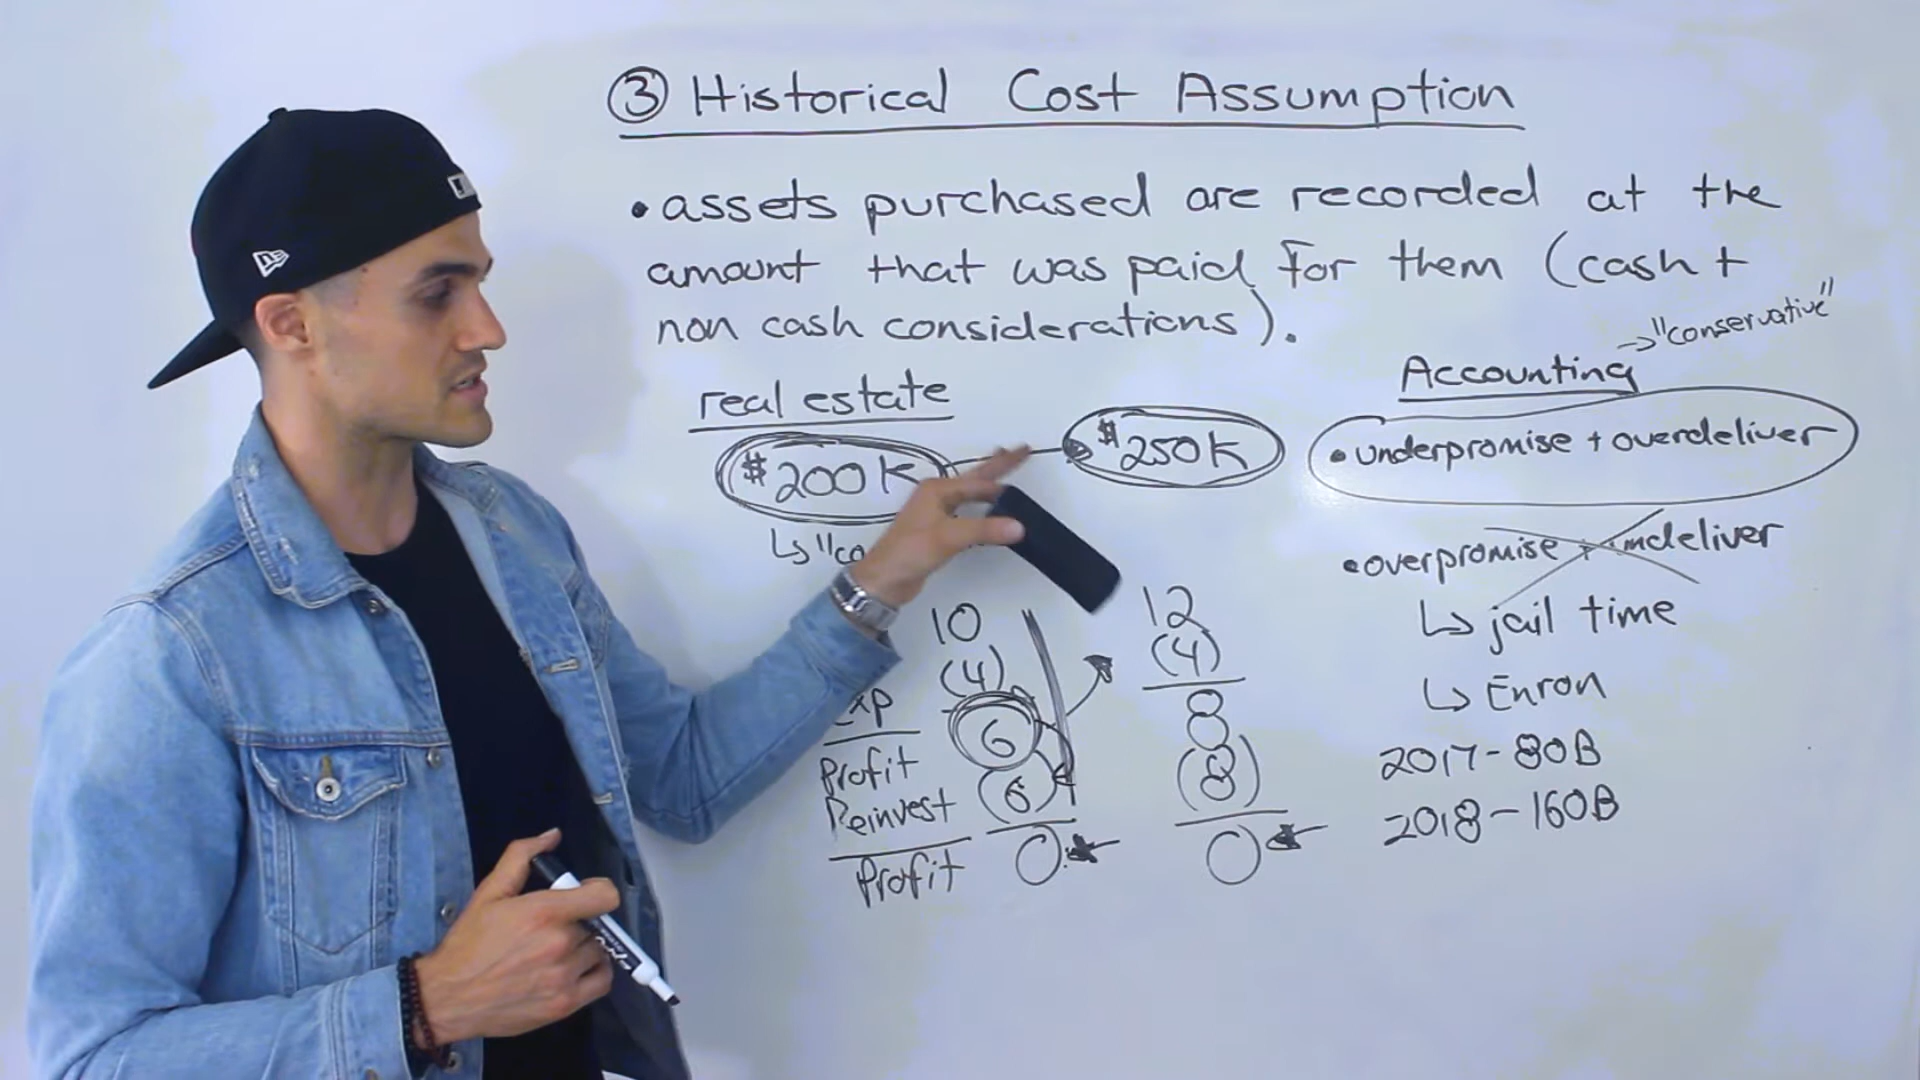 ③ Historical Cost Assumption
• assets purchased are recorded at the
amount that was paid for them (cash +
non cash considerations).
→ "conservative"
Accounting
real estate
$200K
$250K
• underpromise + overdeliver
• overpromise
↳ jail time
↳ Enron
2017-80B
2018-160B
10
(4)
6
Profit
Reinvest (6)
Profit 0
12
(4)
8
(8)
0